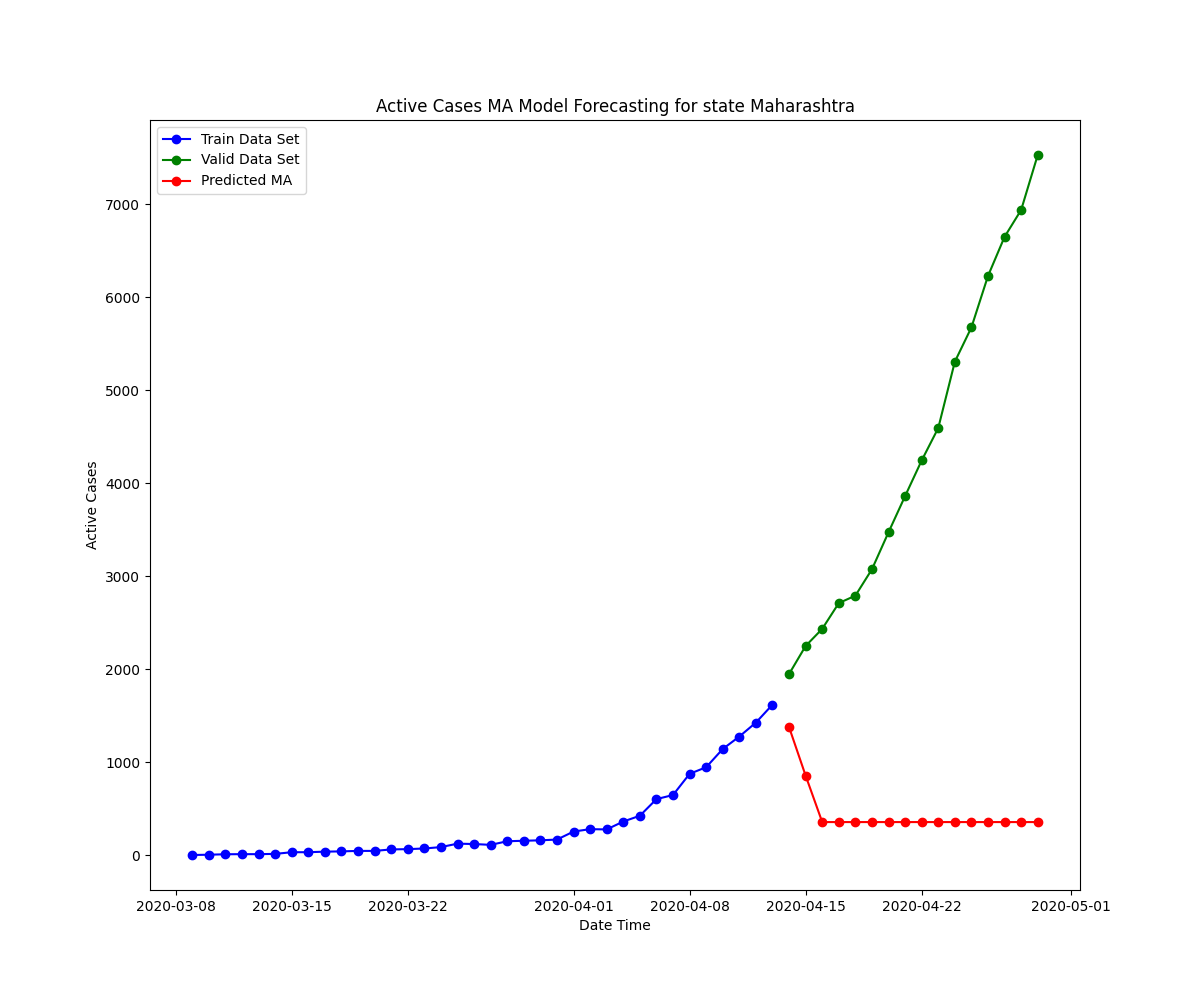 Active Cases MA Model Forecasting for state Maharashtra
Train Data Set
Valid Data Set
Predicted MA
7000
6000
5000
4000
3000
2000
1000
0
Active Cases
2020-03-08 2020-03-15 2020-03-22 2020-04-01 2020-04-08 2020-04-15 2020-04-22 2020-05-01
Date Time